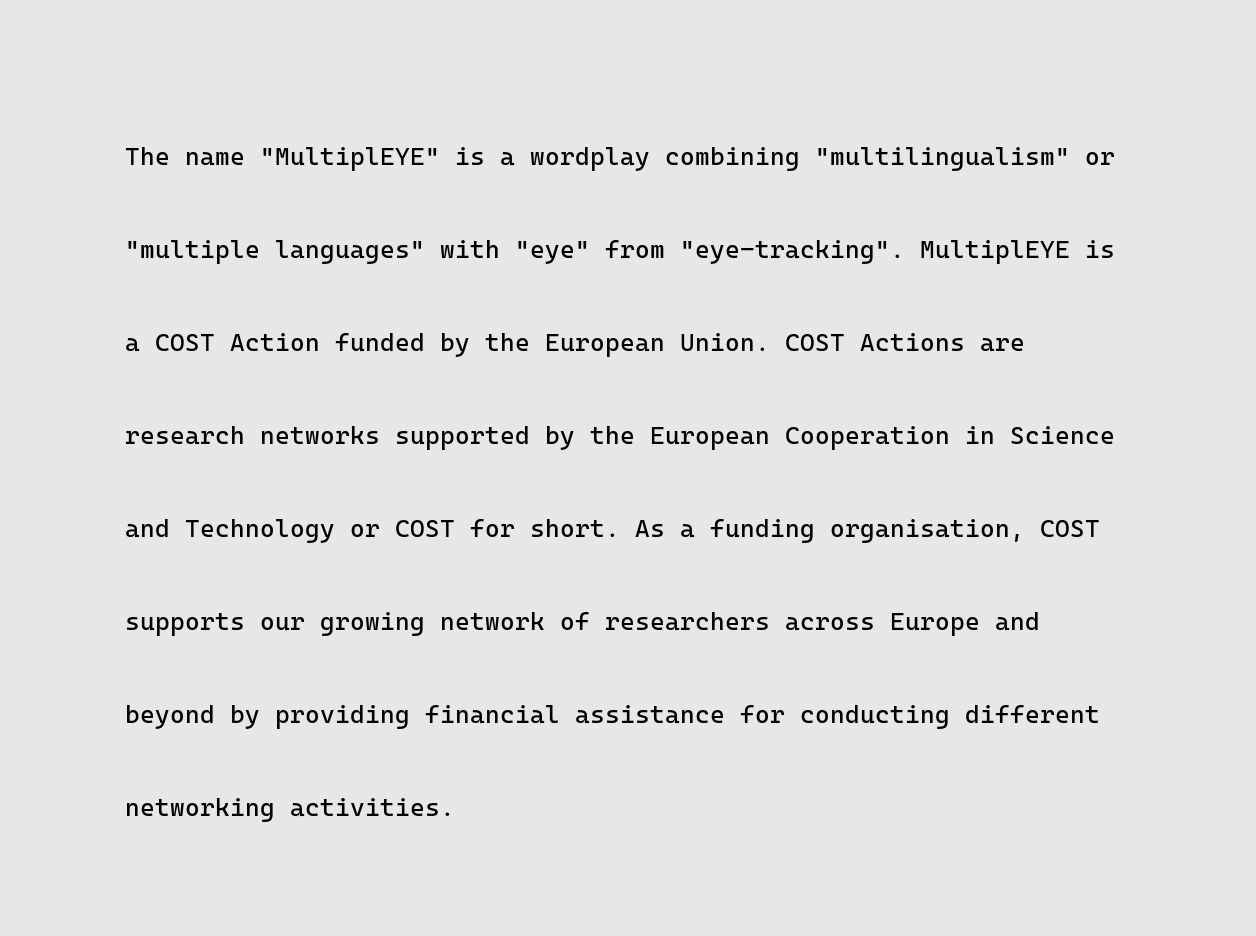 The name "MultiplEYE" is a wordplay combining "multilingualism" or
"multiple languages" with "eye" from "eye-tracking". MultiplEYE is
a COST Action funded by the European Union. COST Actions are
research networks supported by the European Cooperation in Science
and Technology or COST for short. As a funding organisation, COST
supports our growing network of researchers across Europe and
beyond by providing financial assistance for conducting different
networking activities.